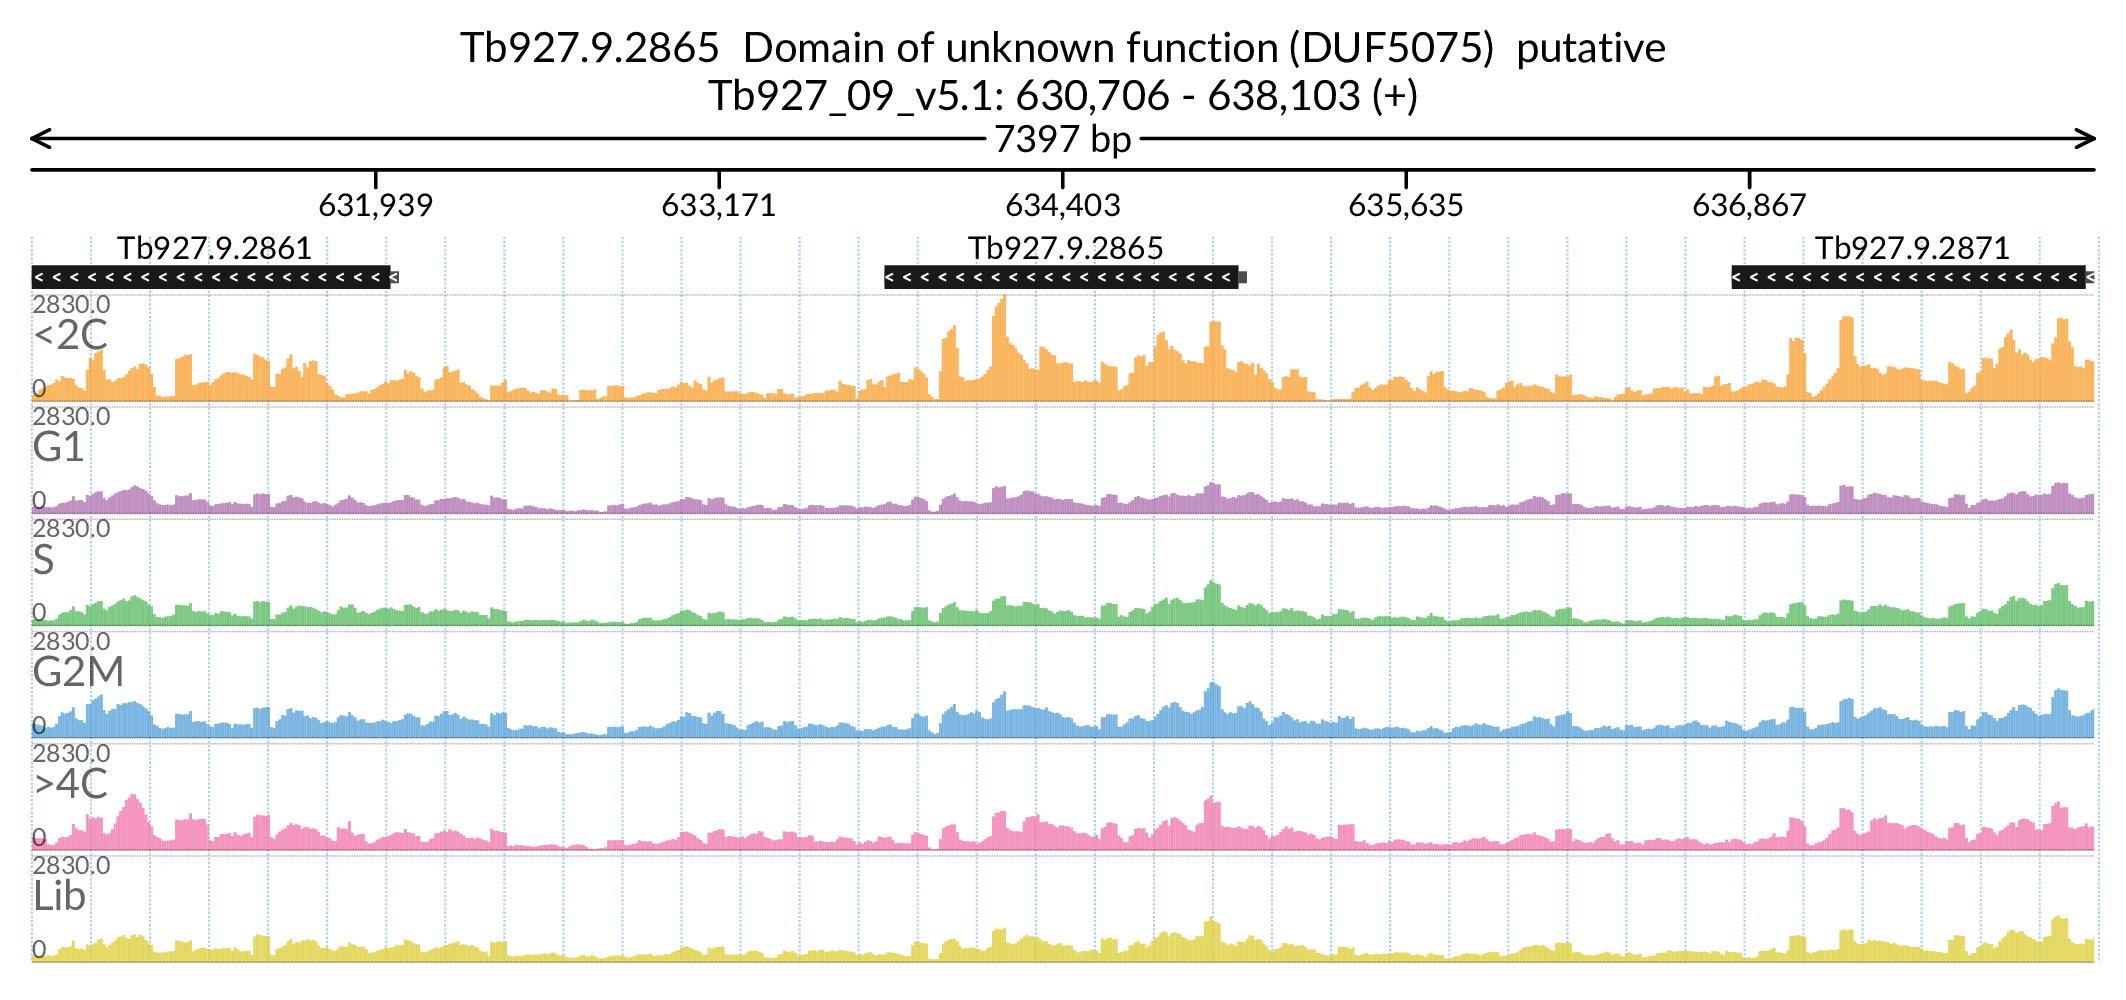 Tb927.9.2865  Domain of unknown function (DUF5075)  putative
Tb927_09_v5.1: 630,706 - 638,103 (+)
7397 bp
631,939 633,171 634,403 635,635 636,867
Tb927.9.2861 Tb927.9.2865 Tb927.9.2871
2830.0
<2C
0
2830.0
G1
0
2830.0
S
0
2830.0
G2M
0
2830.0
>4C
0
2830.0
Lib
0